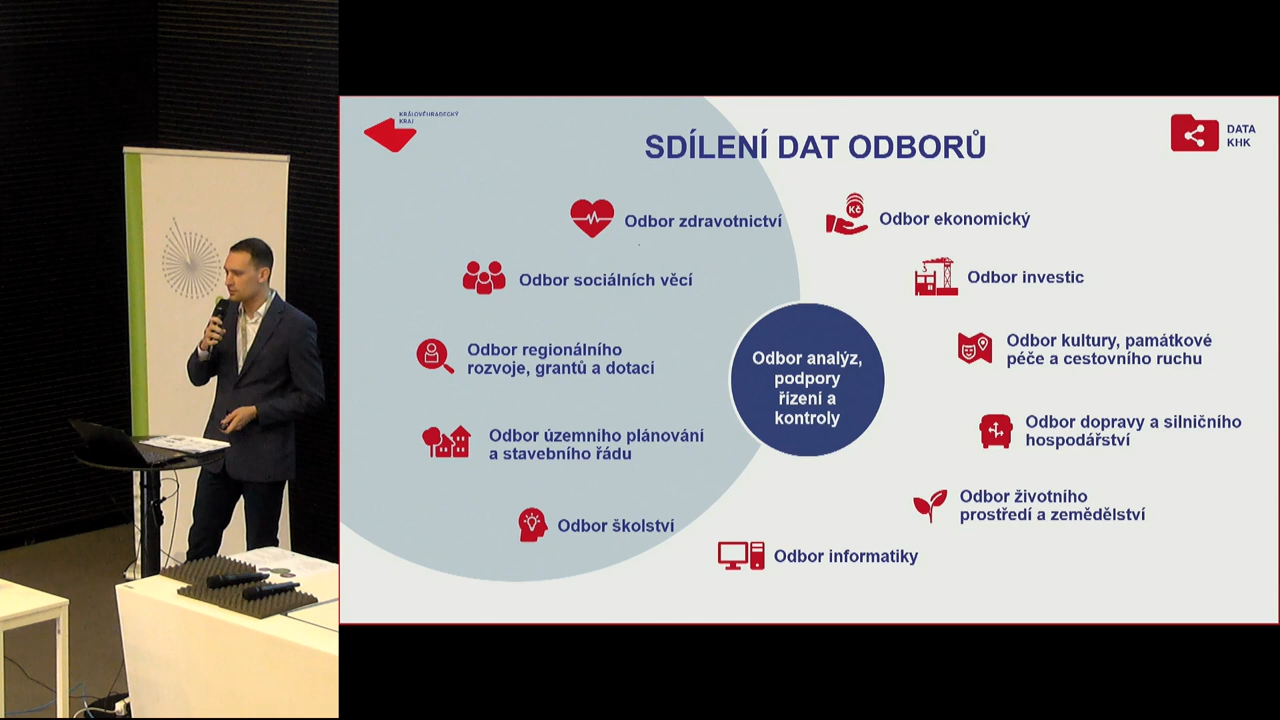 KRÁLOVÉHRADECKÝ
KRAJ
SDÍLENÍ DAT ODBORŮ
DATA
KHK
Odbor zdravotnictví
Kč
Odbor ekonomický
Odbor sociálních věcí
Odbor investic
Odbor regionálního
rozvoje, grantů a dotací
Odbor kultury, památkové
péče a cestovního ruchu
Odbor analýz,
podpory
řízení a
kontroly
Odbor územního plánování
a stavebního řádu
Odbor dopravy a silničního
hospodářství
Odbor školství
Odbor životního
prostředí a zemědělství
Odbor informatiky